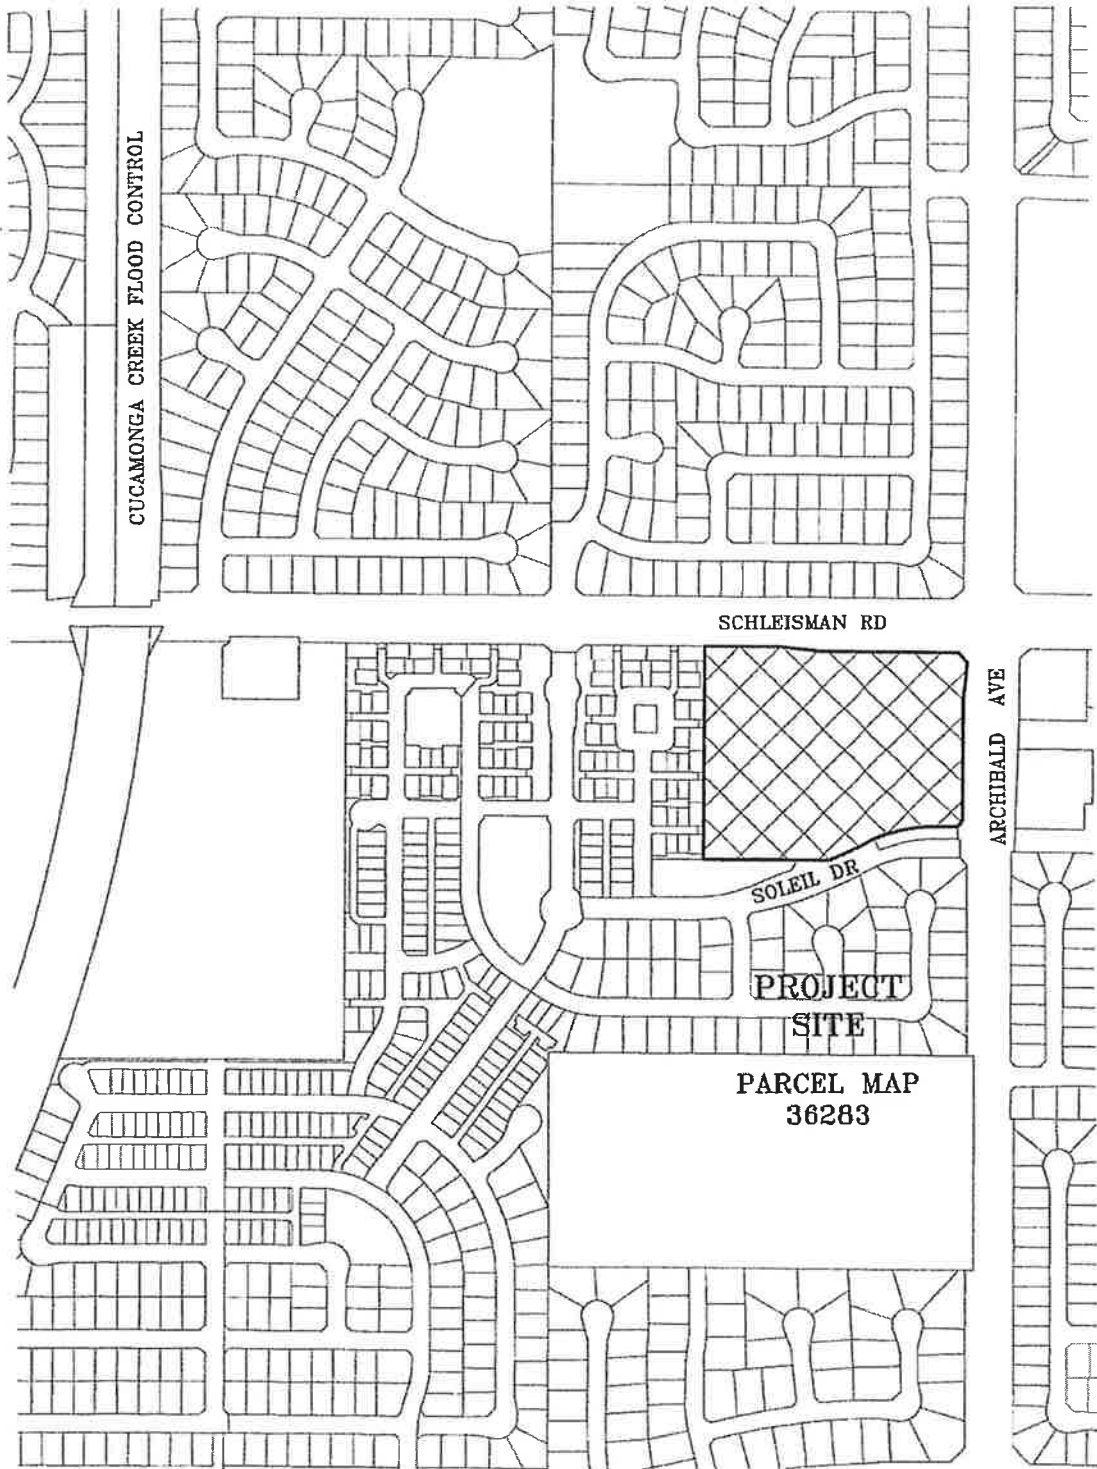 CUCAMONGA CREEK FLOOD CONTROL
SCHLEISMAN RD
ARCHIBALD AVE
SOLEIL DR
PROJECT
SITE
PARCEL MAP
36283